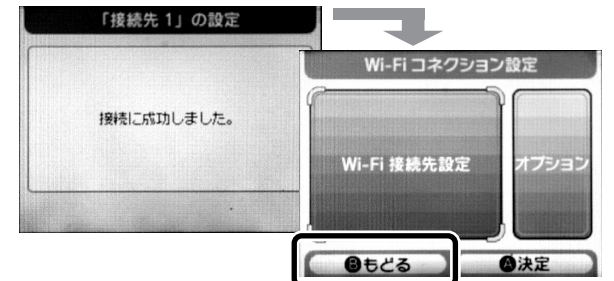 「接続先 1」の設定
接続に成功しました。
Wi-Fi コネクション設定
Wi-Fi 接続先設定
オプション
Bもどる
A決定